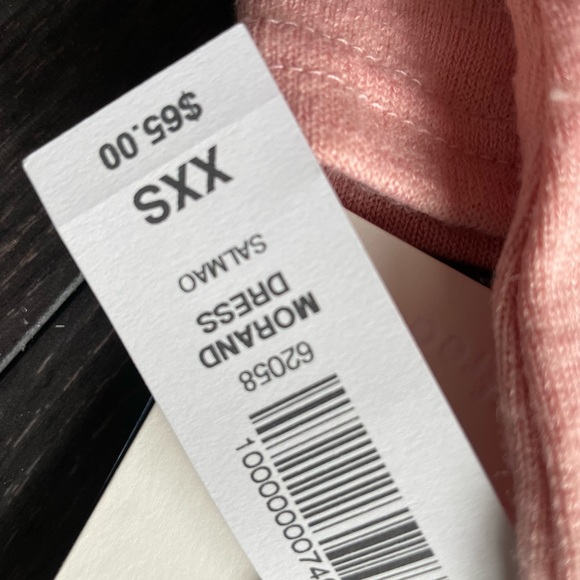 62058
MORAND
DRESS
SALMAO
XXS
$65.00